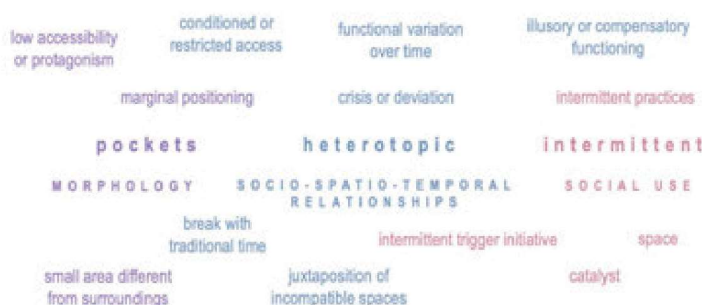 low accessibility
or protagonism
conditioned or
restricted access
functional variation
over time
illusory or compensatory
functioning
marginal positioning
crisis or deviation
intermittent practices
pockets
heterotopic
intermittent
MORPHOLOGY
SOCIO-SPATIO-TEMPORAL
RELATIONSHIPS
SOCIAL USE
break with
traditional time
intermittent trigger initiative
space
small area different
from surroundings
juxtaposition of
incompatible spaces
catalyst